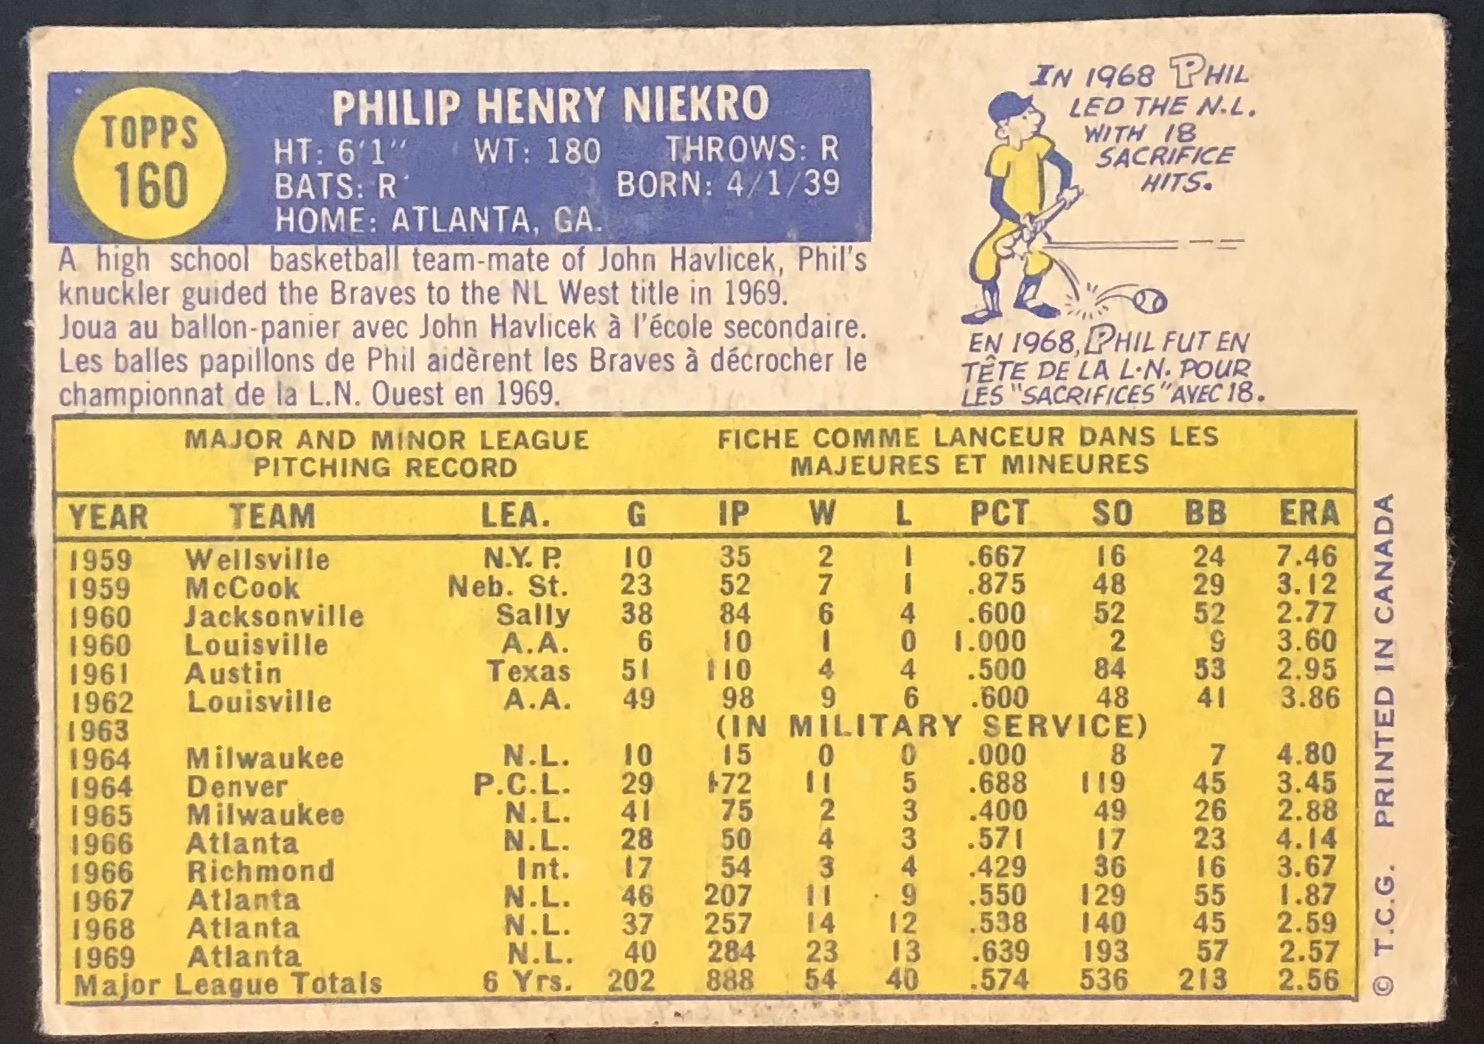 TOPPS
160
PHILIP HENRY NIEKRO
HT: 6'1" WT: 180 THROWS: R
BATS: R BORN: 4/1/39
HOME: ATLANTA, GA.
A high school basketball team-mate of John Havlicek, Phil's
knuckler guided the Braves to the NL West title in 1969.
Joua au ballon-panier avec John Havlicek à l'école secondaire.
Les balles papillons de Phil aidèrent les Braves à décrocher le
championnat de la L.N. Ouest en 1969.
IN 1968 PHIL
LED THE N.L.
WITH 18
SACRIFICE
HITS.
EN 1968, PHIL FUT EN
TÊTE DE LA L.N. POUR
LES "SACRIFICES" AVEC 18.
MAJOR AND MINOR LEAGUE
PITCHING RECORD
FICHE COMME LANCEUR DANS LES
MAJEURES ET MINEURES
YEAR TEAM LEA. G IP W L PCT SO BB ERA
1959 Wellsville N.Y.P. 10 35 2 1 .667 16 24 7.46
1959 McCook Neb. St. 23 52 7 1 .875 48 29 3.12
1960 Jacksonville Sally 38 84 6 4 .600 52 52 2.77
1960 Louisville A.A. 6 10 1 0 1.000 2 9 3.60
1961 Austin Texas 51 110 4 4 .500 84 53 2.95
1962 Louisville A.A. 49 98 9 6 .600 48 41 3.86
1963 (IN MILITARY SERVICE)
1964 Milwaukee N.L. 10 15 0 0 .000 8 7 4.80
1964 Denver P.C.L. 29 172 11 5 .688 119 45 3.45
1965 Milwaukee N.L. 41 75 2 3 .400 49 26 2.88
1966 Atlanta N.L. 28 50 4 3 .571 17 23 4.14
1966 Richmond Int. 17 54 3 4 .429 36 16 3.67
1967 Atlanta N.L. 46 207 11 9 .550 129 55 1.87
1968 Atlanta N.L. 37 257 14 12 .538 140 45 2.59
1969 Atlanta N.L. 40 284 23 13 .639 193 57 2.57
Major League Totals 6 Yrs. 202 888 54 40 .574 536 213 2.56
© T.C.G. PRINTED IN CANADA